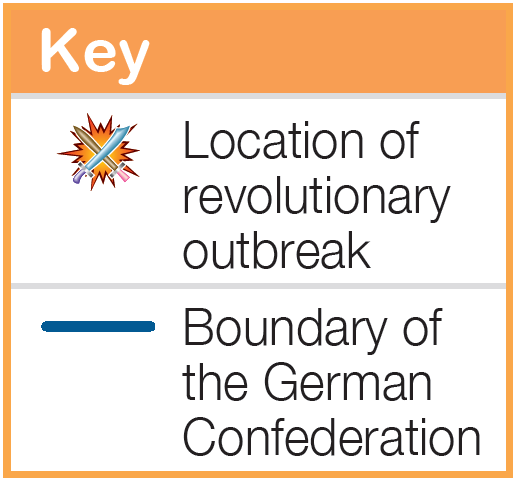 Key
Location of
revolutionary
outbreak
Boundary of
the German
Confederation